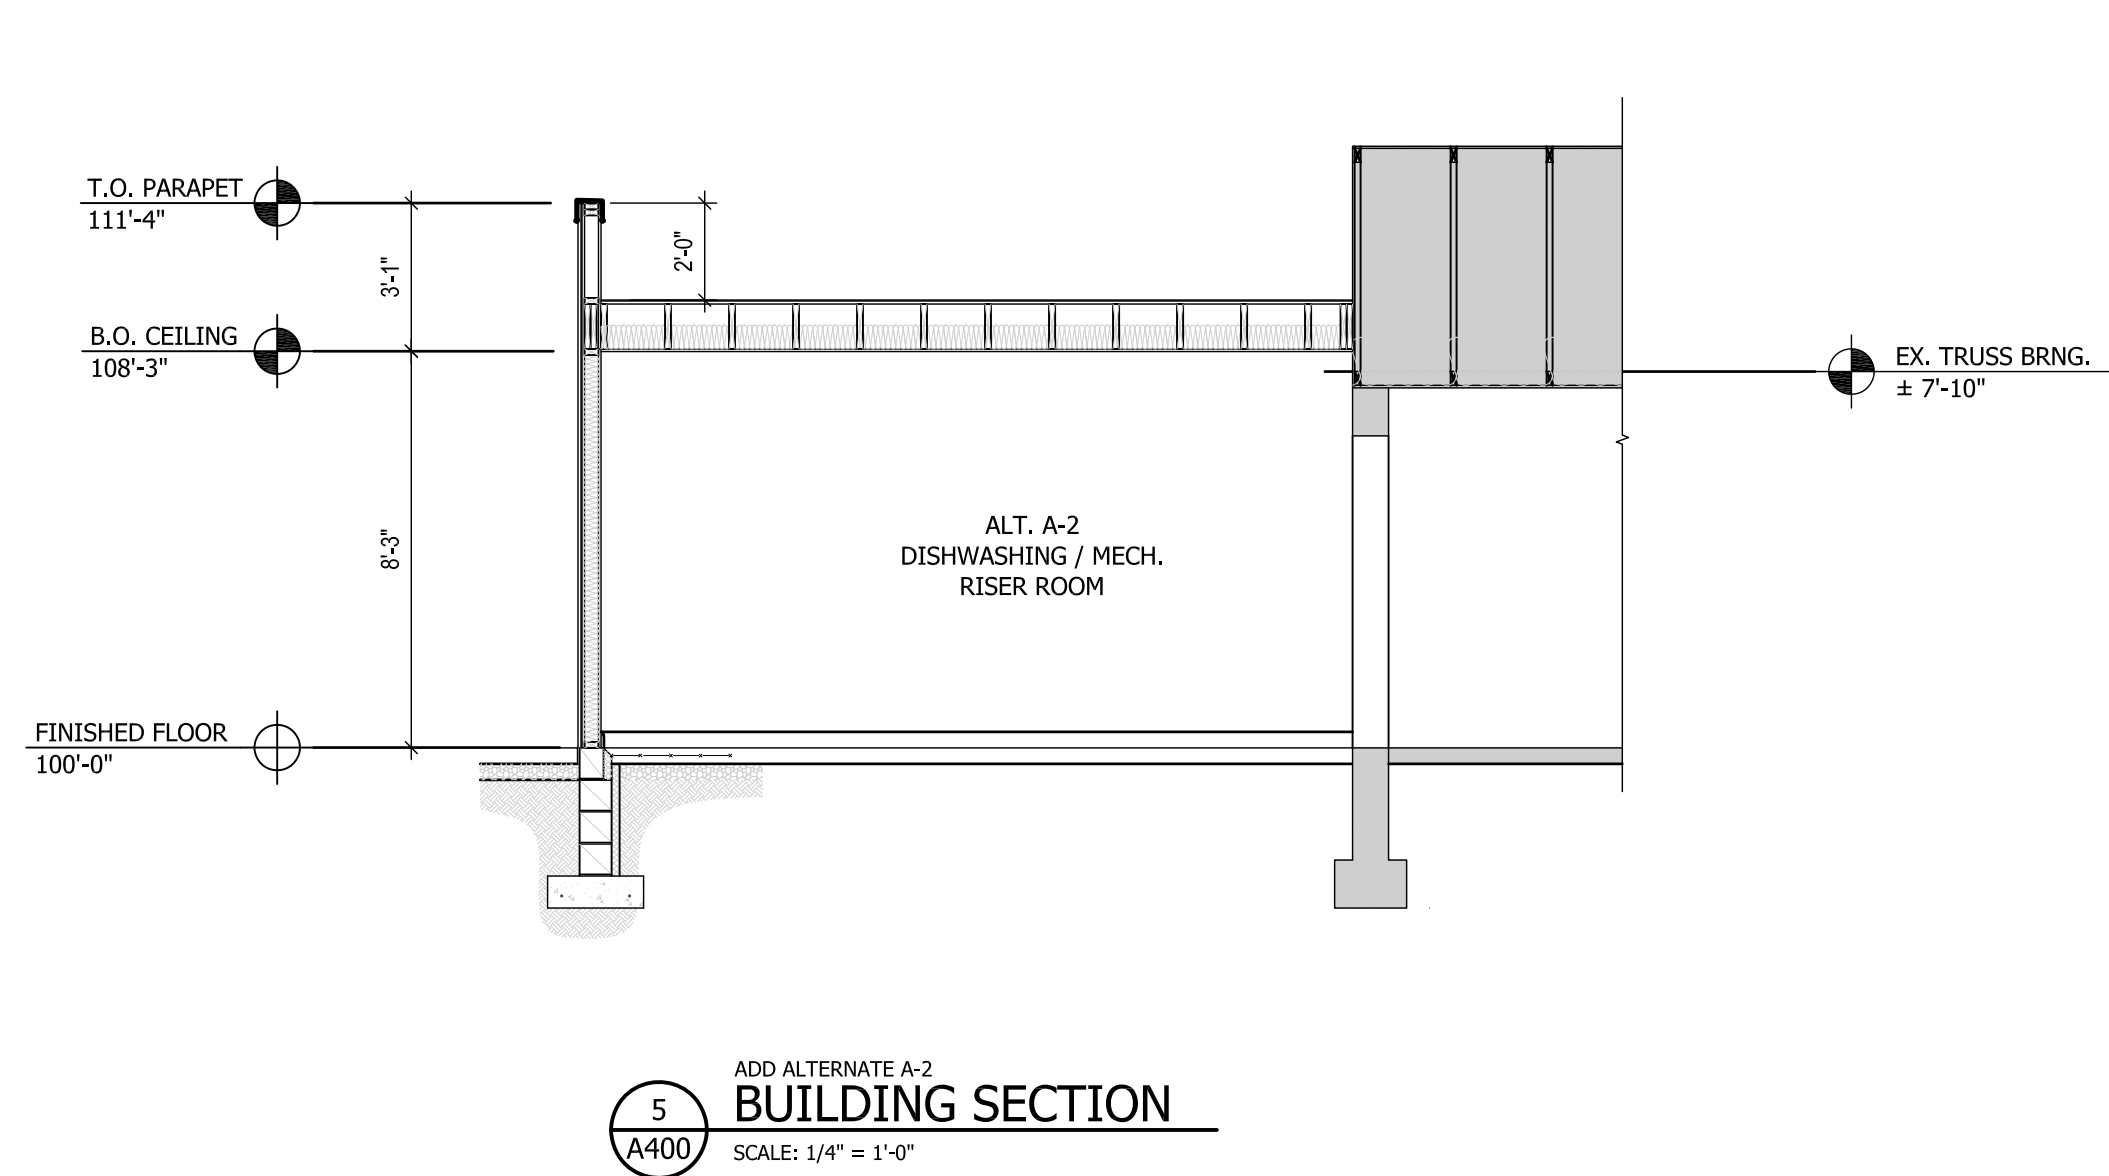 T.O. PARAPET
111'-4"
3'-1"
2'-0"
B.O. CEILING
108'-3"
EX. TRUSS BRNG.
± 7'-10"
8'-3"
ALT. A-2
DISHWASHING / MECH.
RISER ROOM
FINISHED FLOOR
100'-0"
ADD ALTERNATE A-2
5
BUILDING SECTION
A400
SCALE: 1/4" = 1'-0"